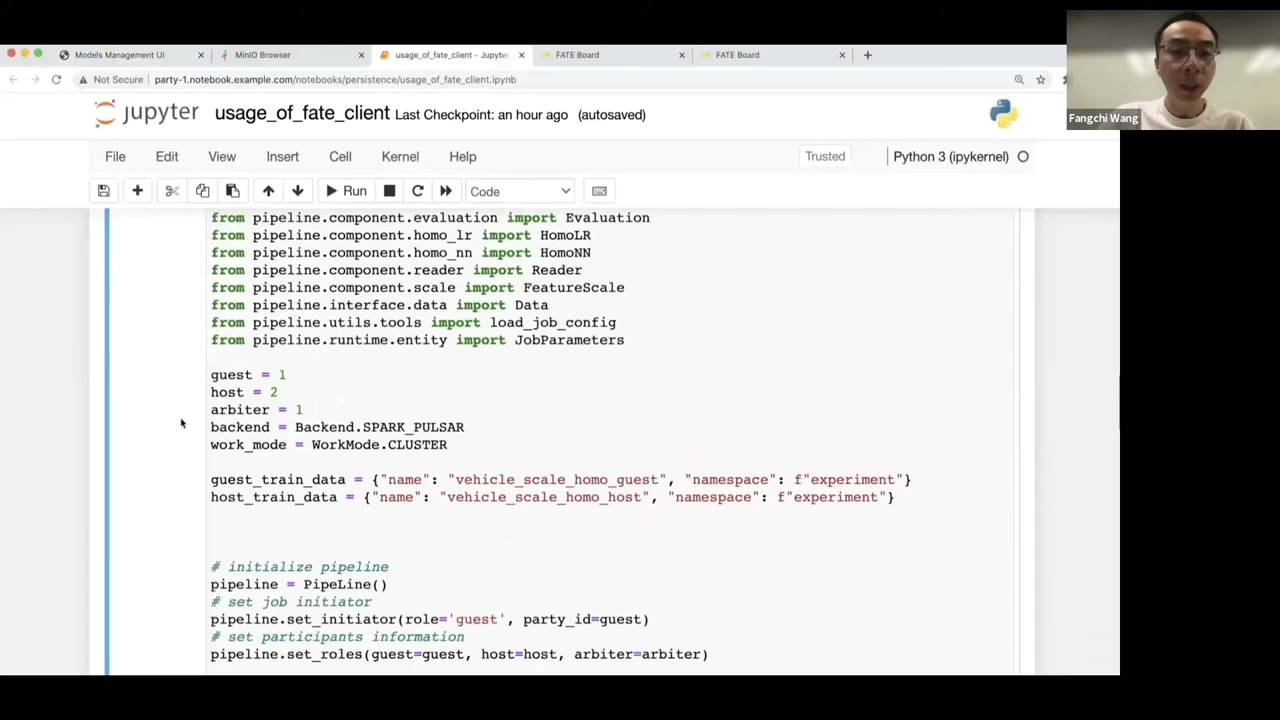 Models Management UI
MinIO Browser
usage_of_fate_client - Jupyter
FATE Board
FATE Board
Not Secure
party-1.notebook.example.com/notebooks/persistence/usage_of_fate_client.ipynb
Fangchi Wang
jupyter
usage_of_fate_client Last Checkpoint: an hour ago (autosaved)
File Edit View Insert Cell Kernel Help
Trusted
Python 3 (ipykernel)
Run
Code
from pipeline.component.evaluation import Evaluation
from pipeline.component.homo_lr import HomoLR
from pipeline.component.homo_nn import HomoNN
from pipeline.component.reader import Reader
from pipeline.component.scale import FeatureScale
from pipeline.interface.data import Data
from pipeline.utils.tools import load_job_config
from pipeline.runtime.entity import JobParameters
guest = 1
host = 2
arbiter = 1
backend = Backend.SPARK_PULSAR
work_mode = WorkMode.CLUSTER
guest_train_data = {"name": "vehicle_scale_homo_guest", "namespace": f"experiment"}
host_train_data = {"name": "vehicle_scale_homo_host", "namespace": f"experiment"}
# initialize pipeline
pipeline = PipeLine()
# set job initiator
pipeline.set_initiator(role='guest', party_id=guest)
# set participants information
pipeline.set_roles(guest=guest, host=host, arbiter=arbiter)